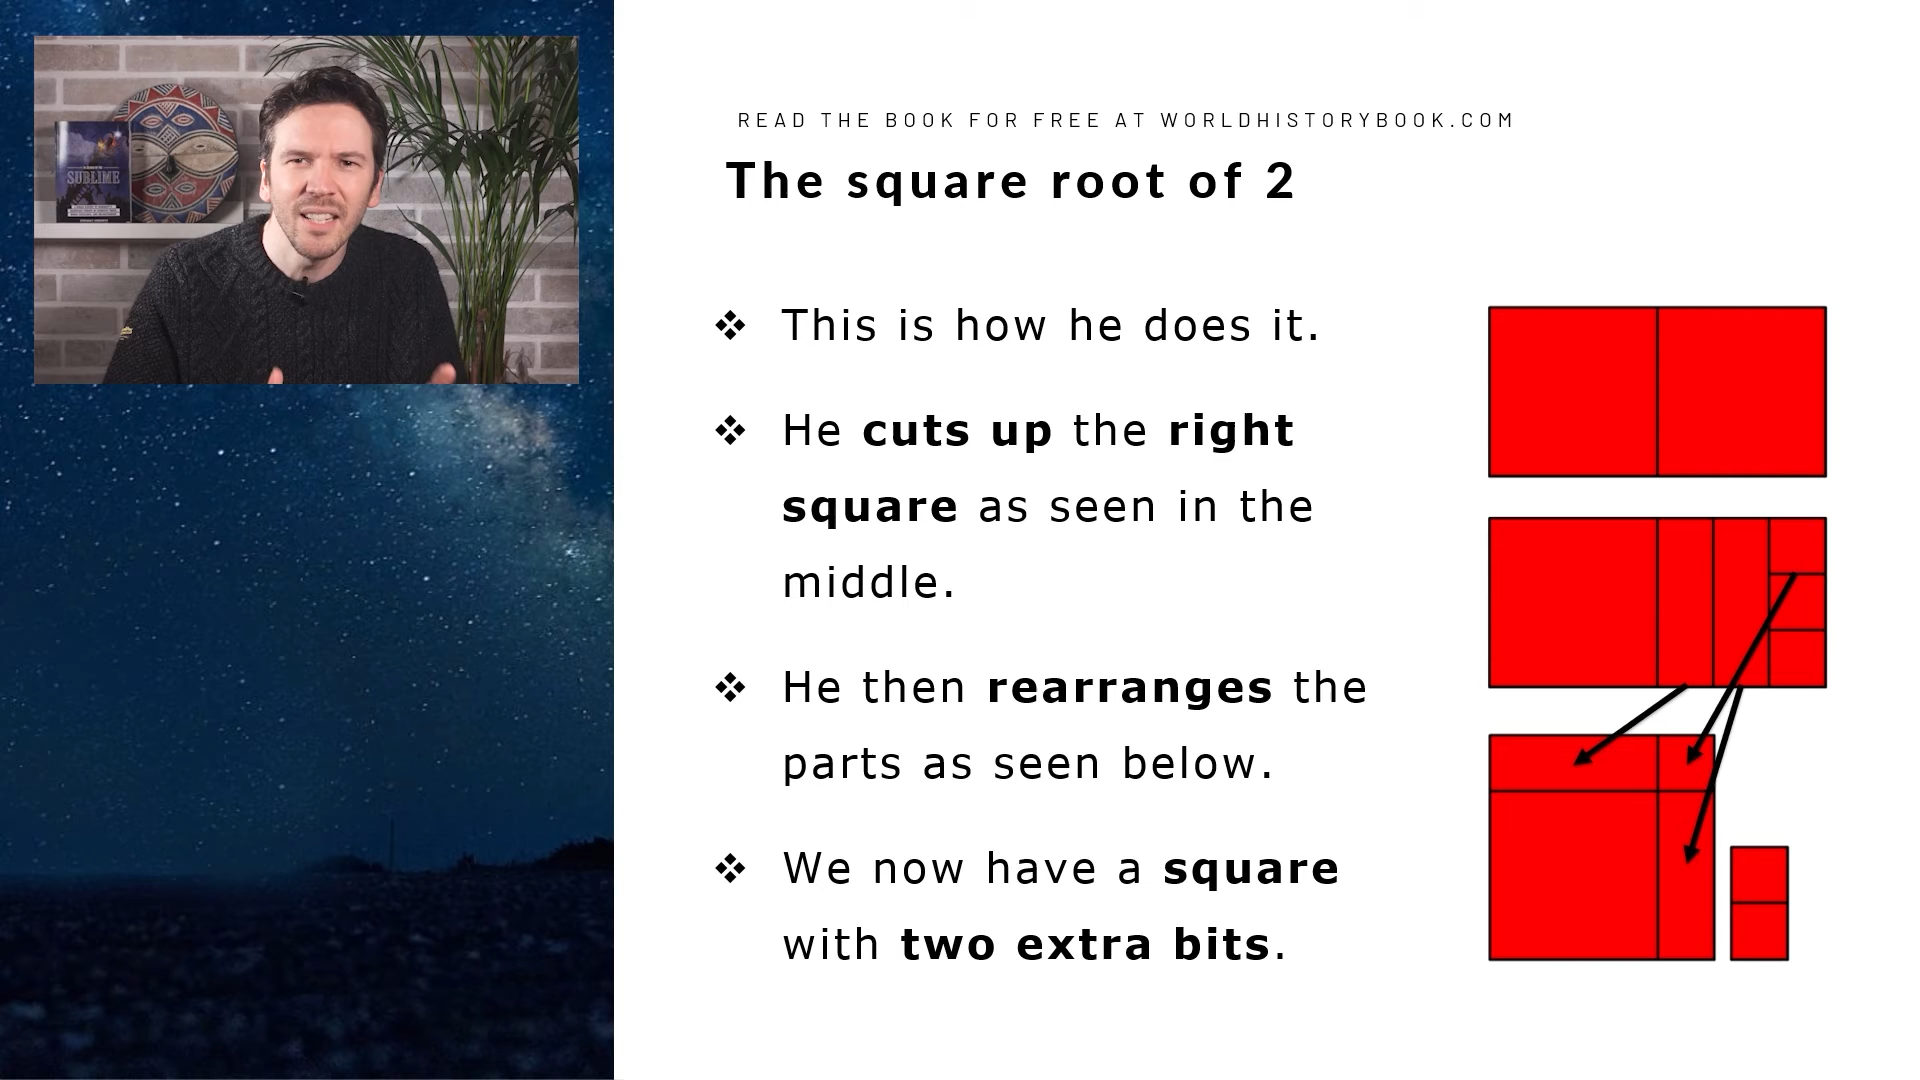 READ THE BOOK FOR FREE AT WORLDHISTORYBOOK.COM
The square root of 2
❖ This is how he does it.
❖ He cuts up the right
square as seen in the
middle.
❖ He then rearranges the
parts as seen below.
❖ We now have a square
with two extra bits.
SUBLIME